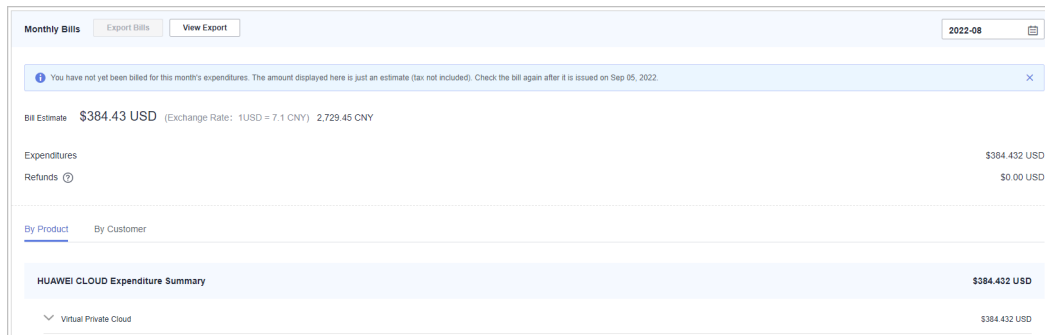 Monthly Bills Export Bills View Export 2022-08
You have not yet been billed for this month's expenditures. The amount displayed here is just an estimate (tax not included). Check the bill again after it is issued on Sep 05, 2022.
Bill Estimate $384.43 USD (Exchange Rate: 1USD = 7.1 CNY) 2,729.45 CNY
Expenditures $384.432 USD
Refunds $0.00 USD
By Product By Customer
HUAWEI CLOUD Expenditure Summary $384.432 USD
Virtual Private Cloud $384.432 USD